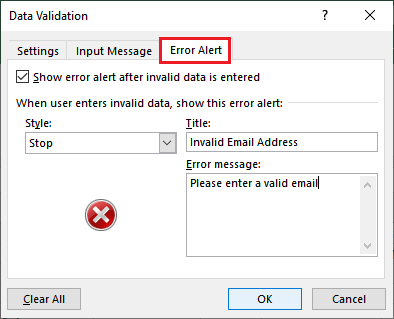 Data Validation ? ×
Settings Input Message Error Alert
Show error alert after invalid data is entered
When user enters invalid data, show this error alert:
Style: Title:
Stop Invalid Email Address
Error message:
Please enter a valid email
Clear All OK Cancel